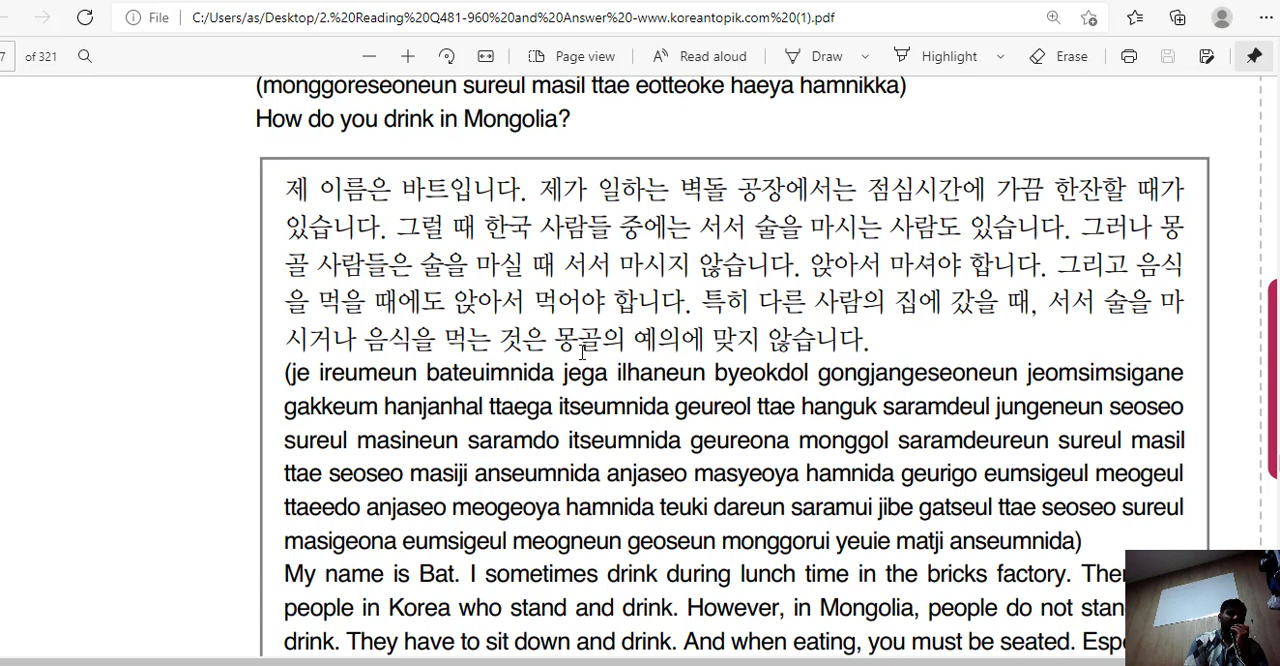 File
C:/Users/as/Desktop/2.%20Reading%20Q481-960%20and%20Answer%20-www.koreantopik.com%20(1).pdf
7 of 321
Page view
Read aloud
Draw
Highlight
Erase
(monggoreseoneun sureul masil ttae eotteoke haeya hamnikka)
How do you drink in Mongolia?
제 이름은 바트입니다. 제가 일하는 벽돌 공장에서는 점심시간에 가끔 한잔할 때가
있습니다. 그럴 때 한국 사람들 중에는 서서 술을 마시는 사람도 있습니다. 그러나 몽
골 사람들은 술을 마실 때 서서 마시지 않습니다. 앉아서 마셔야 합니다. 그리고 음식
을 먹을 때에도 앉아서 먹어야 합니다. 특히 다른 사람의 집에 갔을 때, 서서 술을 마
시거나 음식을 먹는 것은 몽골의 예의에 맞지 않습니다.
(je ireumeun bateuimnida jega ilhaneun byeokdol gongjangeseoneun jeomsimsigane
gakkeum hanjanhal ttaega itseumnida geureol ttae hanguk saramdeul jungeneun seoseo
sureul masineun saramdo itseumnida geureona monggol saramdeureun sureul masil
ttae seoseo masiji anseumnida anjaseo masyeoya hamnida geurigo eumsigeul meogeul
ttaeedo anjaseo meogeoya hamnida teuki dareun saramui jibe gatseul ttae seoseo sureul
masigeona eumsigeul meogneun geoseun monggorui yeuie matji anseumnida)
My name is Bat. I sometimes drink during lunch time in the bricks factory.
people in Korea who stand and drink. However, in Mongolia, people do not
drink. They have to sit down and drink. And when eating, you must be seated.